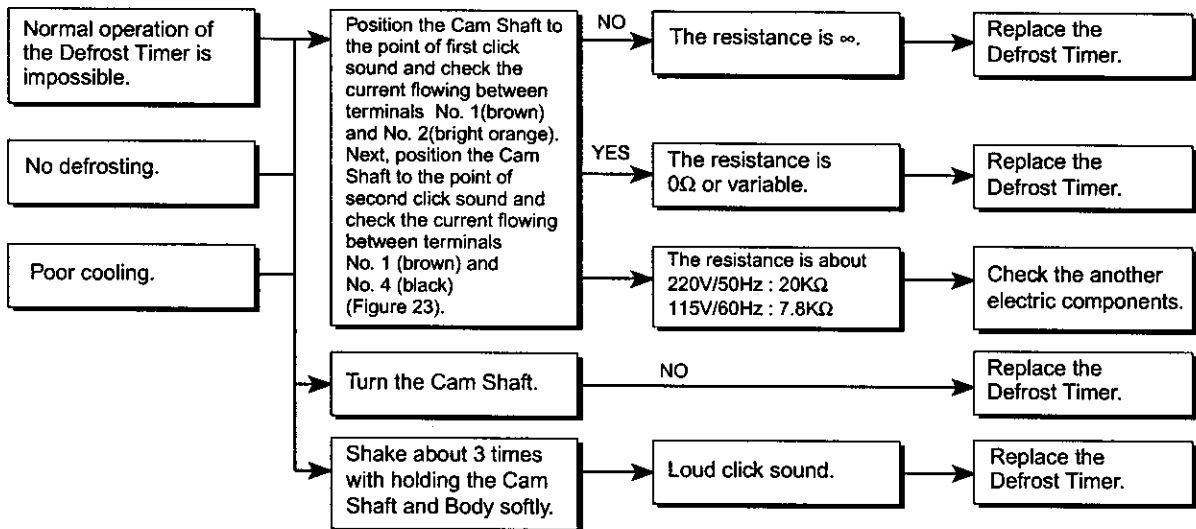 Normal operation of
the Defrost Timer is
impossible.
No defrosting.
Poor cooling.
Position the Cam Shaft to
the point of first click
sound and check the
current flowing between
terminals No. 1(brown)
and No. 2(bright orange).
Next, position the Cam
Shaft to the point of
second click sound and
check the current flowing
between terminals
No. 1 (brown) and
No. 4 (black)
(Figure 23).
NO
The resistance is ∞.
Replace the
Defrost Timer.
YES
The resistance is
0Ω or variable.
Replace the
Defrost Timer.
The resistance is about
220V/50Hz : 20KΩ
115V/60Hz : 7.8KΩ
Check the another
electric components.
Turn the Cam Shaft.
NO
Replace the
Defrost Timer.
Shake about 3 times
with holding the Cam
Shaft and Body softly.
Loud click sound.
Replace the
Defrost Timer.